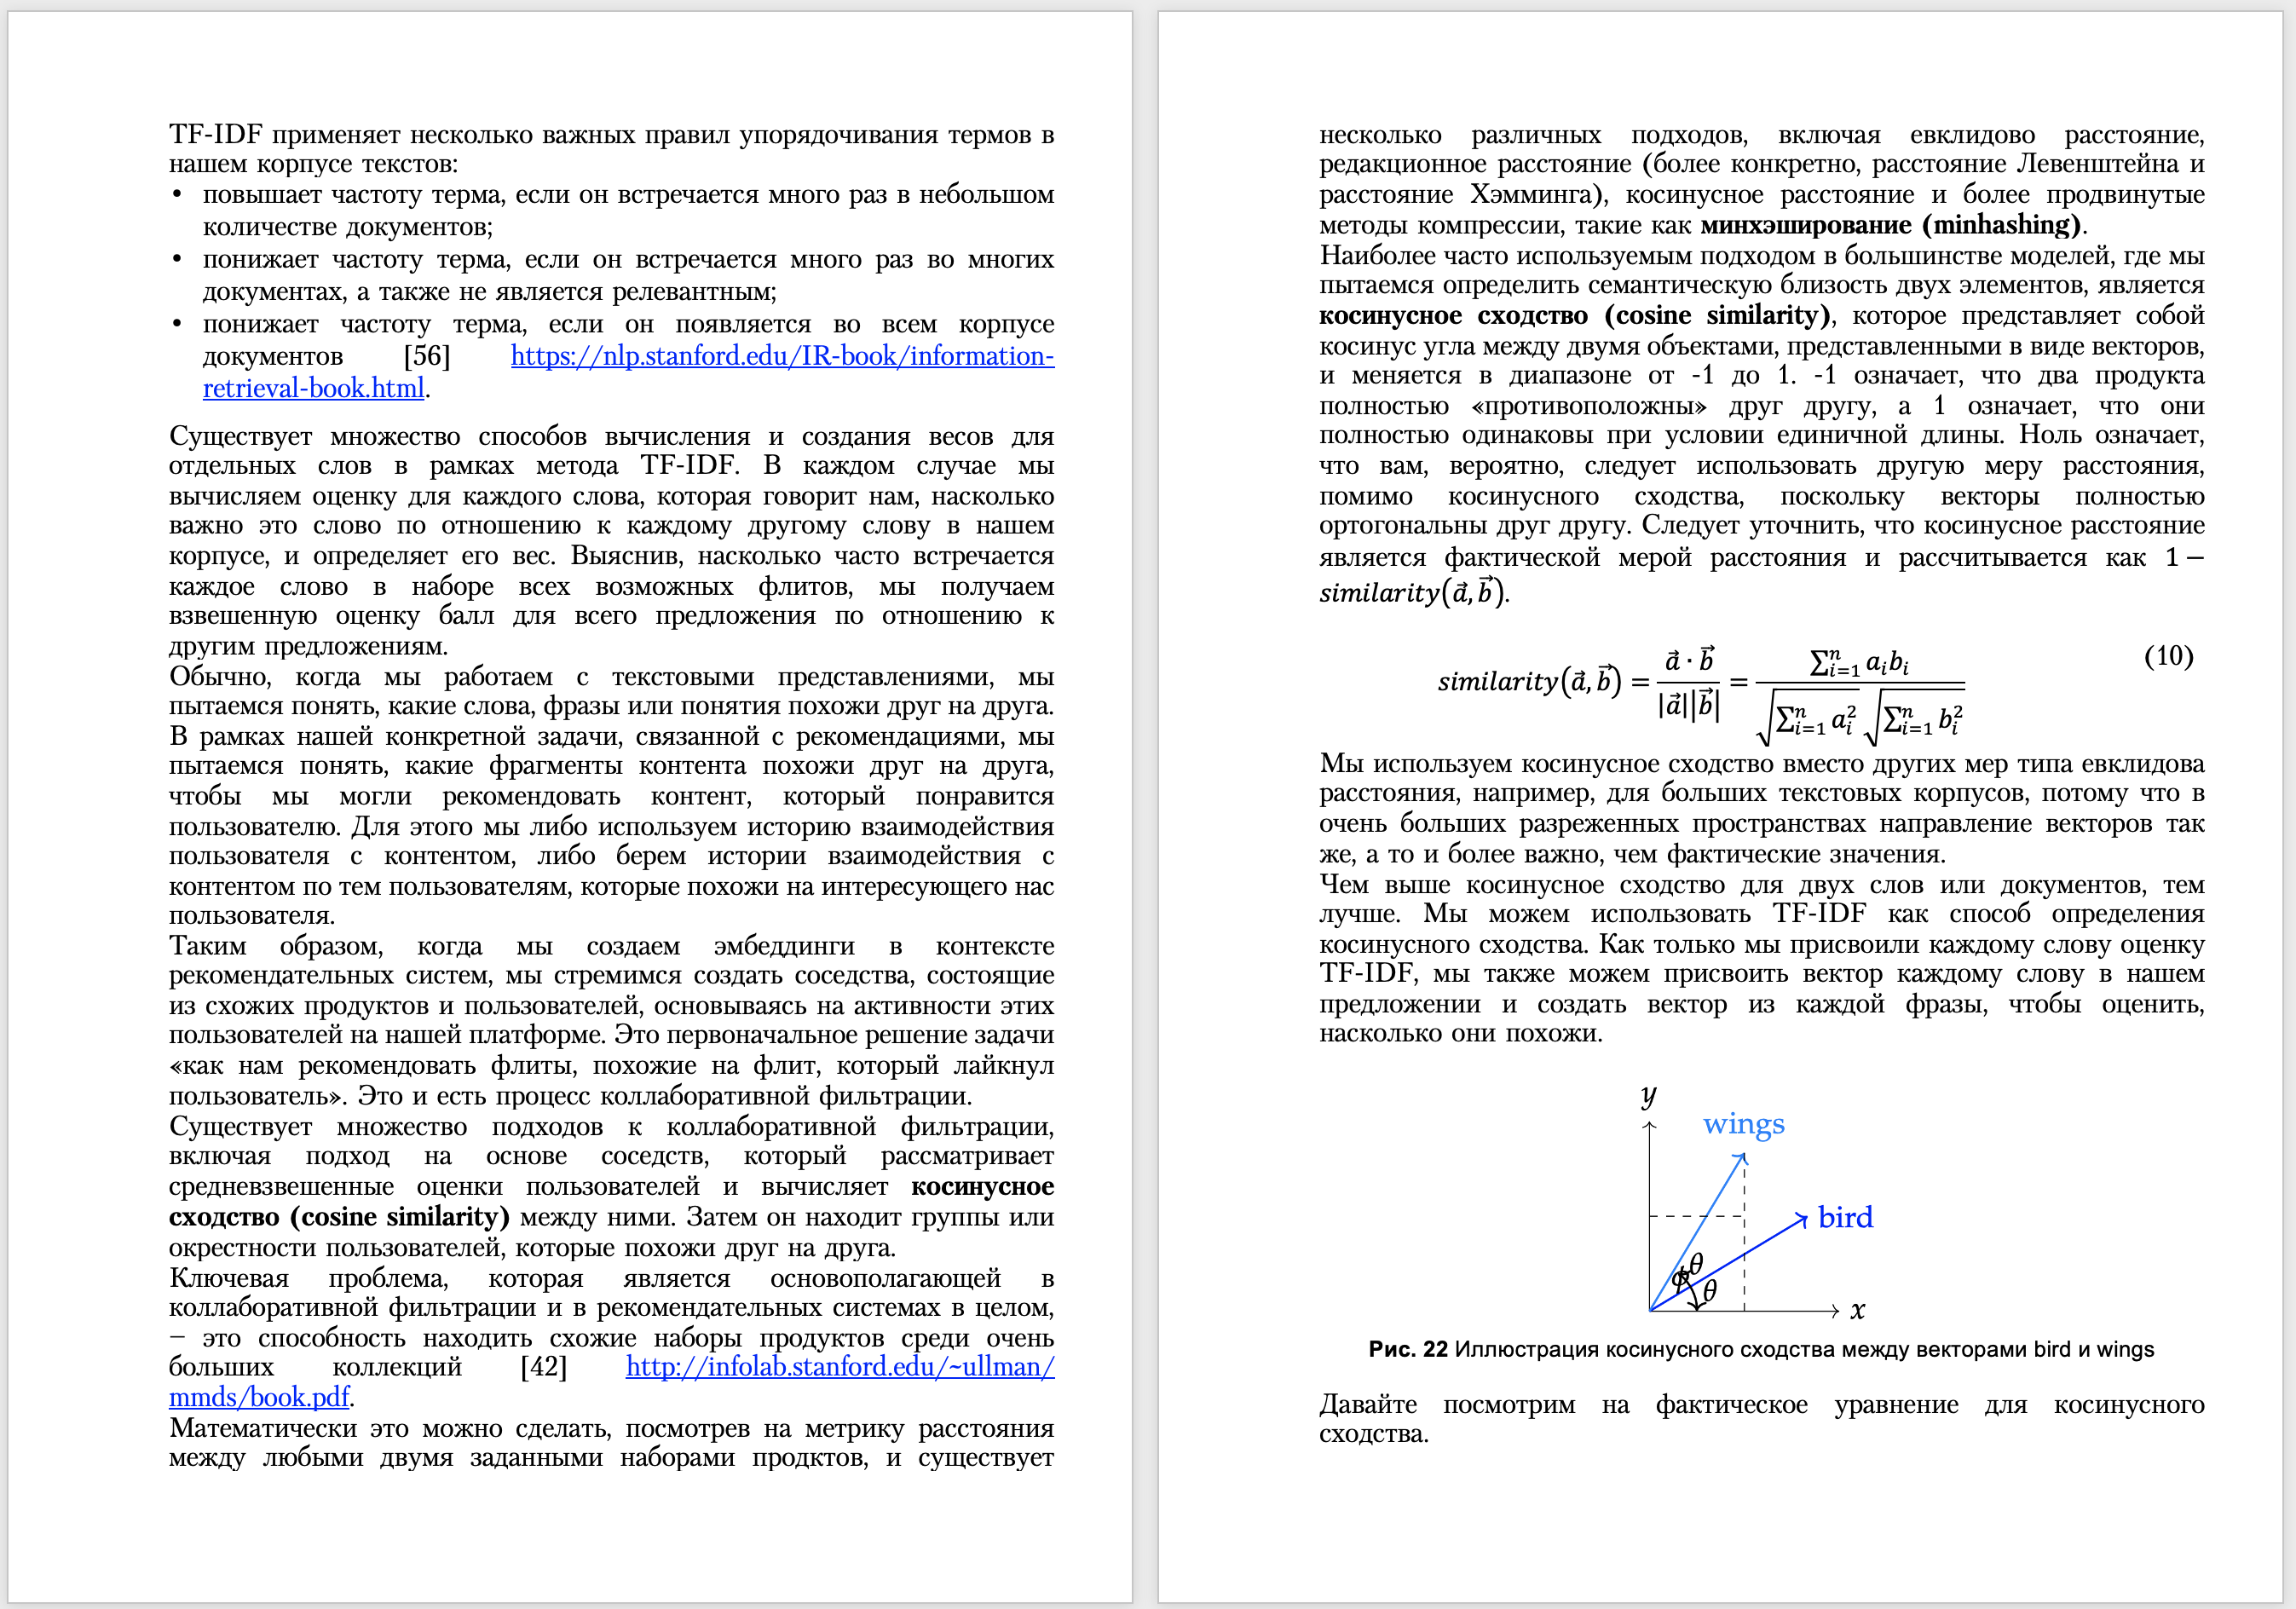 TF-IDF применяет несколько важных правил упорядочивания термов в
нашем корпусе текстов:
• повышает частоту терма, если он встречается много раз в небольшом
количестве документов;
• понижает частоту терма, если он встречается много раз во многих
документах, а также не является релевантным;
• понижает частоту терма, если он появляется во всем корпусе
документов [56] https://nlp.stanford.edu/IR-book/information-
retrieval-book.html.
Существует множество способов вычисления и создания весов для
отдельных слов в рамках метода TF-IDF. В каждом случае мы
вычисляем оценку для каждого слова, которая говорит нам, насколько
важно это слово по отношению к каждому другому слову в нашем
корпусе, и определяет его вес. Выяснив, насколько часто встречается
каждое слово в наборе всех возможных флитов, мы получаем
взвешенную оценку балл для всего предложения по отношению к
другим предложениям.
Обычно, когда мы работаем с текстовыми представлениями, мы
пытаемся понять, какие слова, фразы или понятия похожи друг на друга.
В рамках нашей конкретной задачи, связанной с рекомендациями, мы
пытаемся понять, какие фрагменты контента похожи друг на друга,
чтобы мы могли рекомендовать контент, который понравится
пользователю. Для этого мы либо используем историю взаимодействия
пользователя с контентом, либо берем истории взаимодействия с
контентом по тем пользователям, которые похожи на интересующего нас
пользователя.
Таким образом, когда мы создаем эмбеддинги в контексте
рекомендательных систем, мы стремимся создать соседства, состоящие
из схожих продуктов и пользователей, основываясь на активности этих
пользователей на нашей платформе. Это первоначальное решение задачи
«как нам рекомендовать флиты, похожие на флит, который лайкнул
пользователь». Это и есть процесс коллаборативной фильтрации.
Существует множество подходов к коллаборативной фильтрации,
включая подход на основе соседств, который рассматривает
средневзвешенные оценки пользователей и вычисляет косинусное
сходство (cosine similarity) между ними. Затем он находит группы или
окрестности пользователей, которые похожи друг на друга.
Ключевая проблема, которая является основополагающей в
коллаборативной фильтрации и в рекомендательных системах в целом,
– это способность находить схожие наборы продуктов среди очень
больших коллекций [42] http://infolab.stanford.edu/~ullman/
mmds/book.pdf.
Математически это можно сделать, посмотрев на метрику расстояния
между любыми двумя заданными наборами продктов, и существует
несколько различных подходов, включая евклидово расстояние,
редакционное расстояние (более конкретно, расстояние Левенштейна и
расстояние Хэмминга), косинусное расстояние и более продвинутые
методы компрессии, такие как минхэширование (minhashing).
Наиболее часто используемым подходом в большинстве моделей, где мы
пытаемся определить семантическую близость двух элементов, является
косинусное сходство (cosine similarity), которое представляет собой
косинус угла между двумя объектами, представленными в виде векторов,
и меняется в диапазоне от -1 до 1. -1 означает, что два продукта
полностью «противоположны» друг другу, а 1 означает, что они
полностью одинаковы при условии единичной длины. Ноль означает,
что вам, вероятно, следует использовать другую меру расстояния,
помимо косинусного сходства, поскольку векторы полностью
ортогональны друг другу. Следует уточнить, что косинусное расстояние
является фактической мерой расстояния и рассчитывается как 1 −
similarity(a⃗, b⃗).
similarity(a⃗, b⃗) = (a⃗ · b⃗) / (|a⃗||b⃗|) = (∑ⁿᵢ₌₁ aᵢbᵢ) / (√(∑ⁿᵢ₌₁ aᵢ²) √(∑ⁿᵢ₌₁ bᵢ²)) (10)
Мы используем косинусное сходство вместо других мер типа евклидова
расстояния, например, для больших текстовых корпусов, потому что в
очень больших разреженных пространствах направление векторов так
же, а то и более важно, чем фактические значения.
Чем выше косинусное сходство для двух слов или документов, тем
лучше. Мы можем использовать TF-IDF как способ определения
косинусного сходства. Как только мы присвоили каждому слову оценку
TF-IDF, мы также можем присвоить вектор каждому слову в нашем
предложении и создать вектор из каждой фразы, чтобы оценить,
насколько они похожи.
y
wings
bird
θ
ϕ
θ
x
Рис. 22 Иллюстрация косинусного сходства между векторами bird и wings
Давайте посмотрим на фактическое уравнение для косинусного
сходства.